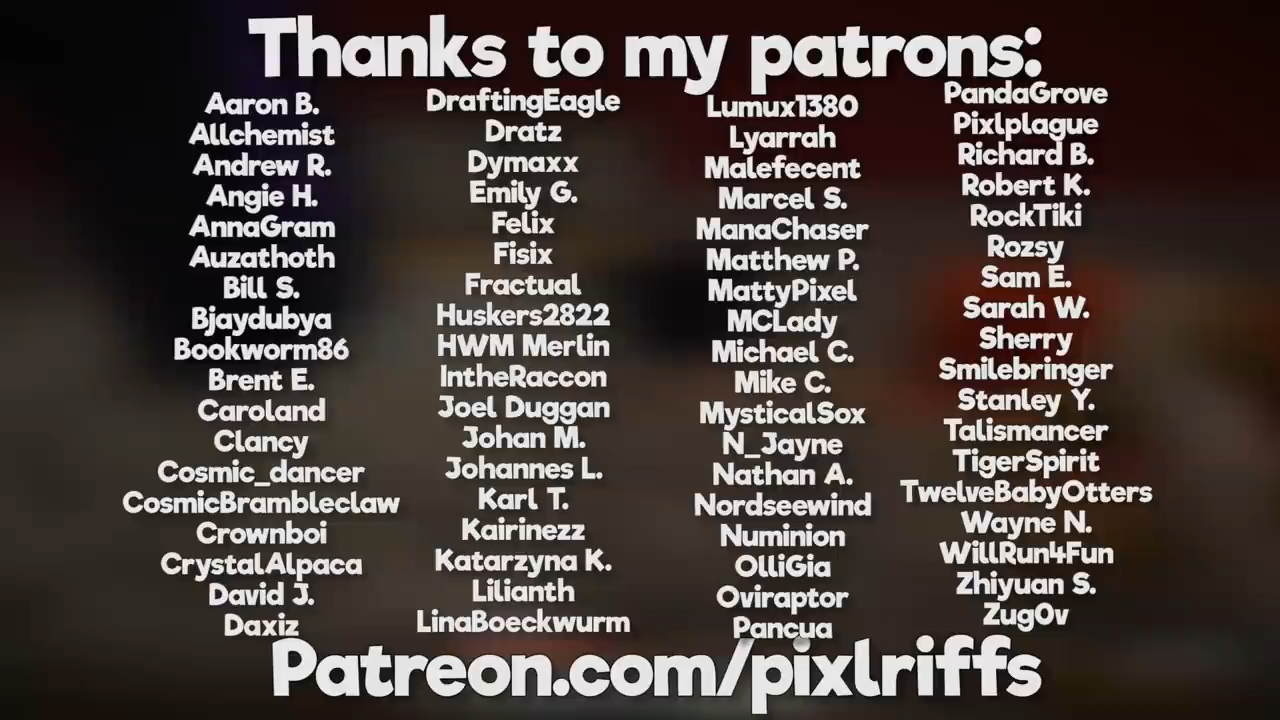 Thanks to my patrons:
Aaron B.
Allchemist
Andrew R.
Angie H.
AnnaGram
Auzathoth
Bill S.
Bjaydubya
Bookworm86
Brent E.
Caroland
Clancy
Cosmic_dancer
CosmicBrambleclaw
Crownboi
CrystalAlpaca
David J.
Daxiz
DraftingEagle
Dratz
Dymaxx
Emily G.
Felix
Fisix
Fractual
Huskers2822
HWM Merlin
IntheRaccon
Joel Duggan
Johan M.
Johannes L.
Karl T.
Kairinezz
Katarzyna K.
Lilianth
LinaBoeckwurm
Lumux1380
Lyarrah
Malefecent
Marcel S.
ManaChaser
Matthew P.
MattyPixel
MCLady
Michael C.
Mike C.
MysticalSox
N_Jayne
Nathan A.
Nordseewind
Numinion
OlliGia
Oviraptor
Pancua
PandaGrove
Pixlplague
Richard B.
Robert K.
RockTiki
Rozsy
Sam E.
Sarah W.
Sherry
Smilebringer
Stanley Y.
Talismancer
TigerSpirit
TwelveBabyOtters
Wayne N.
WillRun4Fun
Zhiyuan S.
Zug0v
Patreon.com/pixlriffs